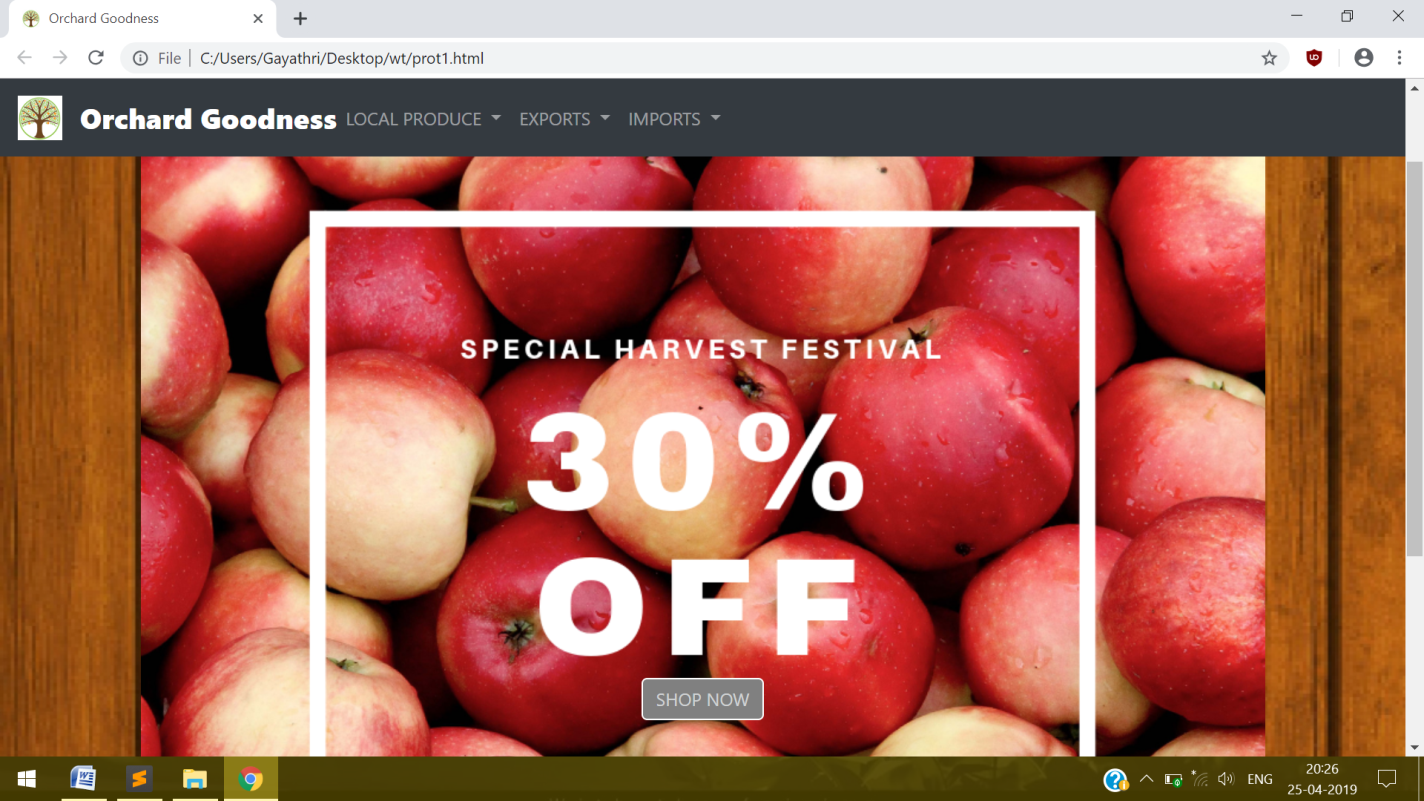 Orchard Goodness
File C:/Users/Gayathri/Desktop/wt/prot1.html
Orchard Goodness LOCAL PRODUCE EXPORTS IMPORTS
SPECIAL HARVEST FESTIVAL
30%
OFF
SHOP NOW
ENG
20:26
25-04-2019